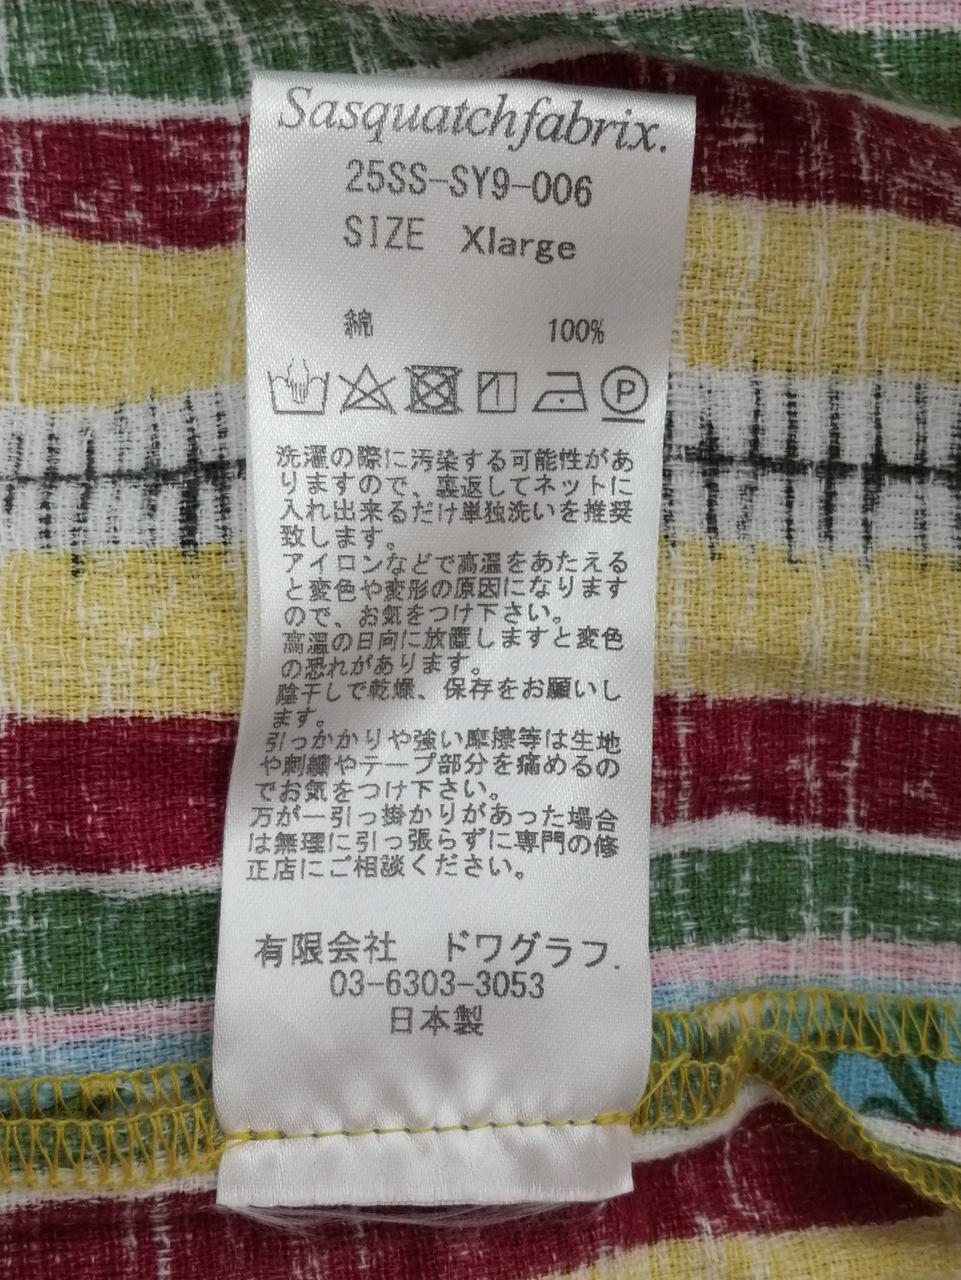 Sasquatchfabrix.
25SS-SY9-006
SIZE Xlarge
綿 100%
P
洗濯の際に汚染する可能性があ
りますので、裏返してネットに
入れ出来るだけ単独洗いを推奨
致します。
アイロンなどで高温をあたえる
と変色や変形の原因になります
ので、お気をつけ下さい。
高温の日向に放置しますと変色
の恐れがあります。
陰干しで乾燥、保存をお願いし
ます。
引っかかりや強い摩擦等は生地
や刺繍やテープ部分を痛めるの
でお気をつけ下さい。
万が一引っ掛かりがあった場合
は無理に引っ張らずに専門の修
正店にご相談ください。
有限会社 ドワグラフ.
03-6303-3053
日本製